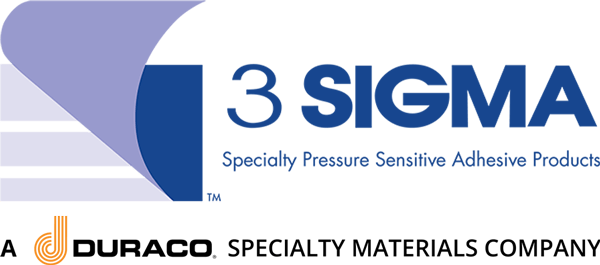 3 SIGMA
Specialty Pressure Sensitive Adhesive Products
TM
A DURACO® SPECIALTY MATERIALS COMPANY